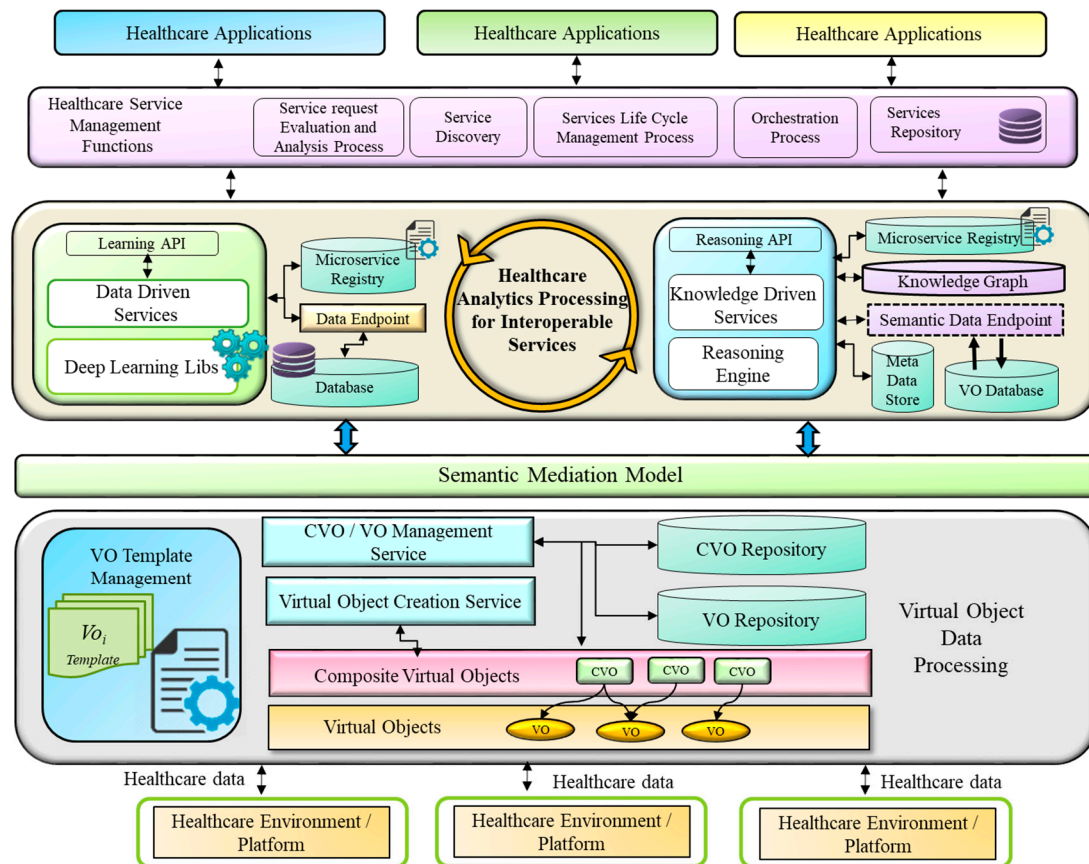 Healthcare Applications
Healthcare Applications
Healthcare Applications
Healthcare Service
Management
Functions
Service request
Evaluation and
Analysis Process
Service
Discovery
Services Life Cycle
Management Process
Orchestration
Process
Services
Repository
Learning API
Data Driven
Services
Deep Learning Libs
Microservice
Registry
Data Endpoint
Database
Healthcare
Analytics Processing
for Interoperable
Services
Reasoning API
Knowledge Driven
Services
Reasoning
Engine
Microservice Registry
Knowledge Graph
Semantic Data Endpoint
Meta
Data
Store
VO Database
Semantic Mediation Model
VO Template
Management
Vo i
Template
CVO / VO Management
Service
Virtual Object Creation Service
CVO Repository
VO Repository
Virtual Object
Data
Processing
Composite Virtual Objects
CVO
CVO
CVO
Virtual Objects
VO
VO
VO
Healthcare data
Healthcare data
Healthcare data
Healthcare Environment /
Platform
Healthcare Environment /
Platform
Healthcare Environment /
Platform